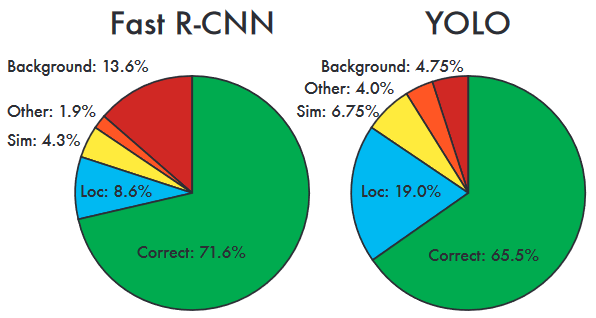 Fast R-CNN
Background: 13.6%
Other: 1.9%
Sim: 4.3%
Loc: 8.6%
Correct: 71.6%
YOLO
Background: 4.75%
Other: 4.0%
Sim: 6.75%
Loc: 19.0%
Correct: 65.5%